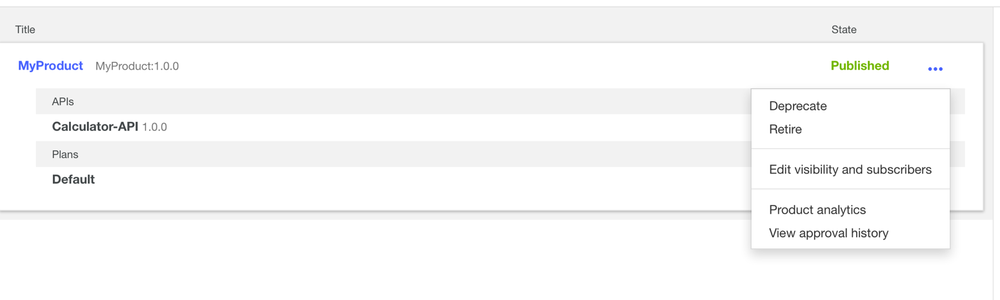 Title State
MyProduct MyProduct:1.0.0 Published
APIs
Deprecate
Calculator-API 1.0.0
Retire
Plans
Edit visibility and subscribers
Default
Product analytics
View approval history